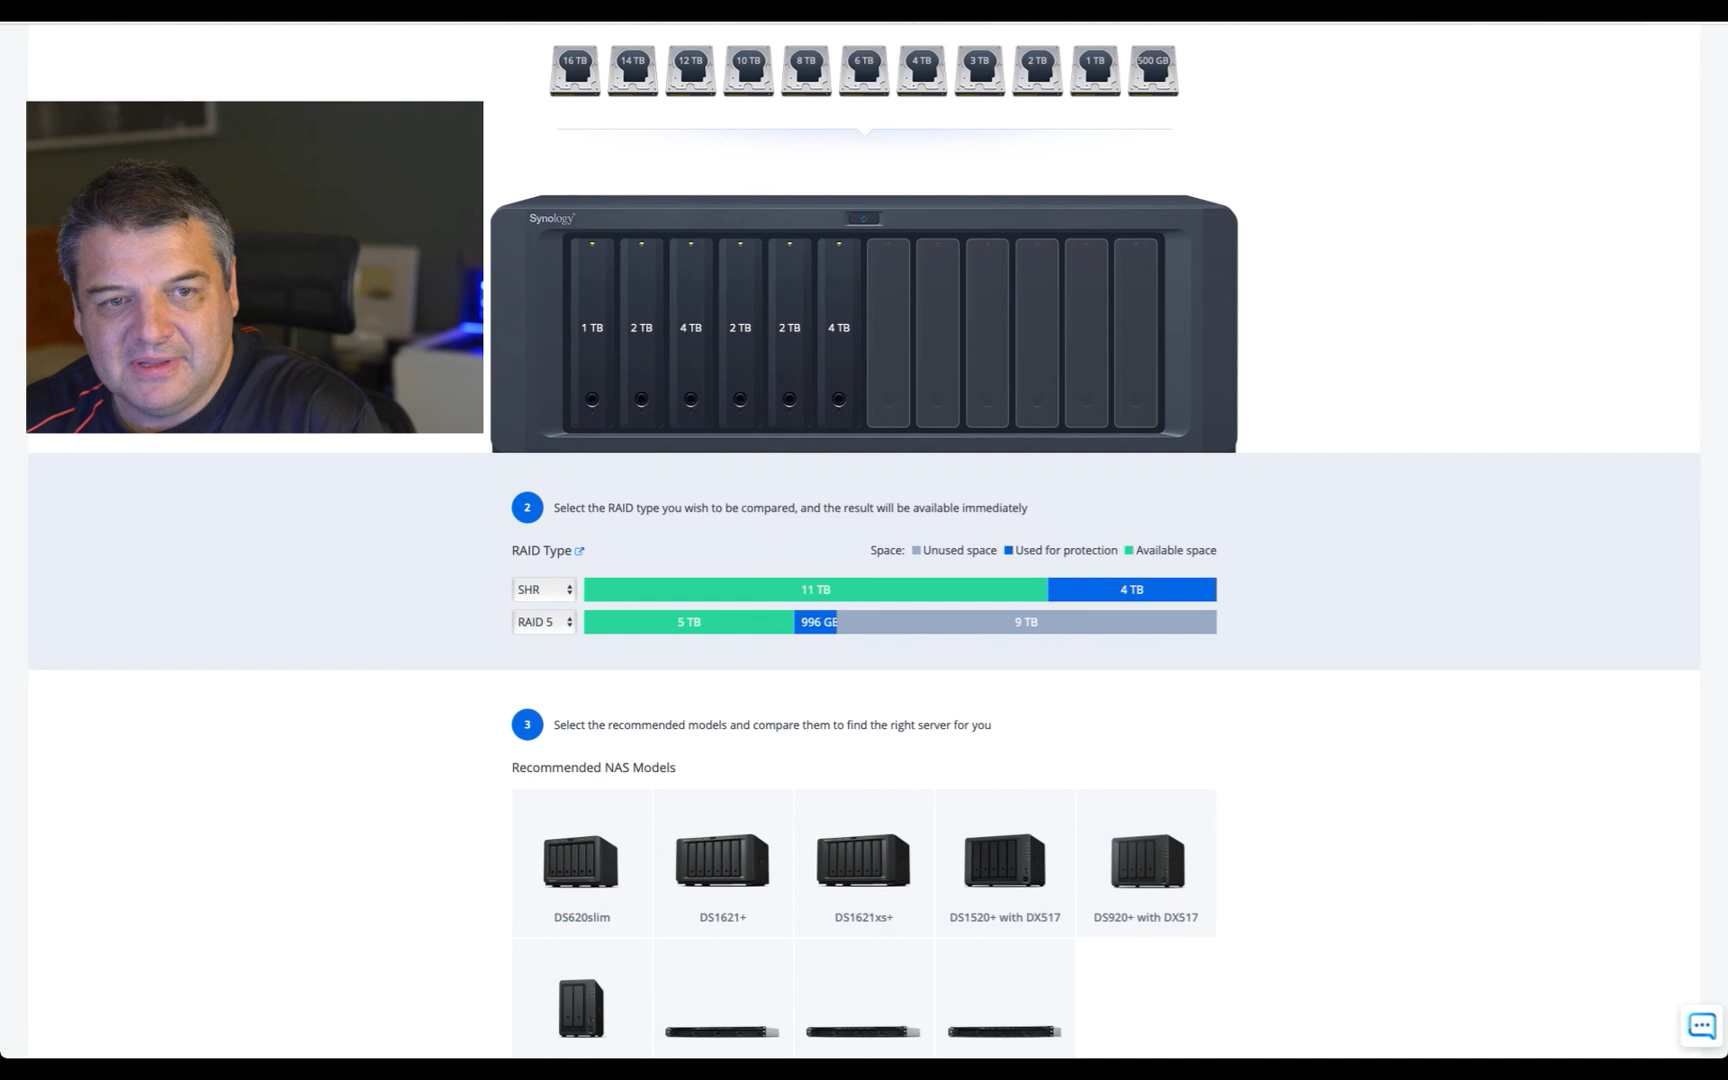 16 TB 14 TB 12 TB 10 TB 8 TB 6 TB 4 TB 3 TB 2 TB 1 TB 500 GB
Synology
1 TB 2 TB 4 TB 2 TB 2 TB 4 TB
2 Select the RAID type you wish to be compared, and the result will be available immediately
RAID Type Space: Unused space Used for protection Available space
SHR 11 TB 4 TB
RAID 5 5 TB 996 GB 9 TB
3 Select the recommended models and compare them to find the right server for you
Recommended NAS Models
DS620slim DS1621+ DS1621xs+ DS1520+ with DX517 DS920+ with DX517